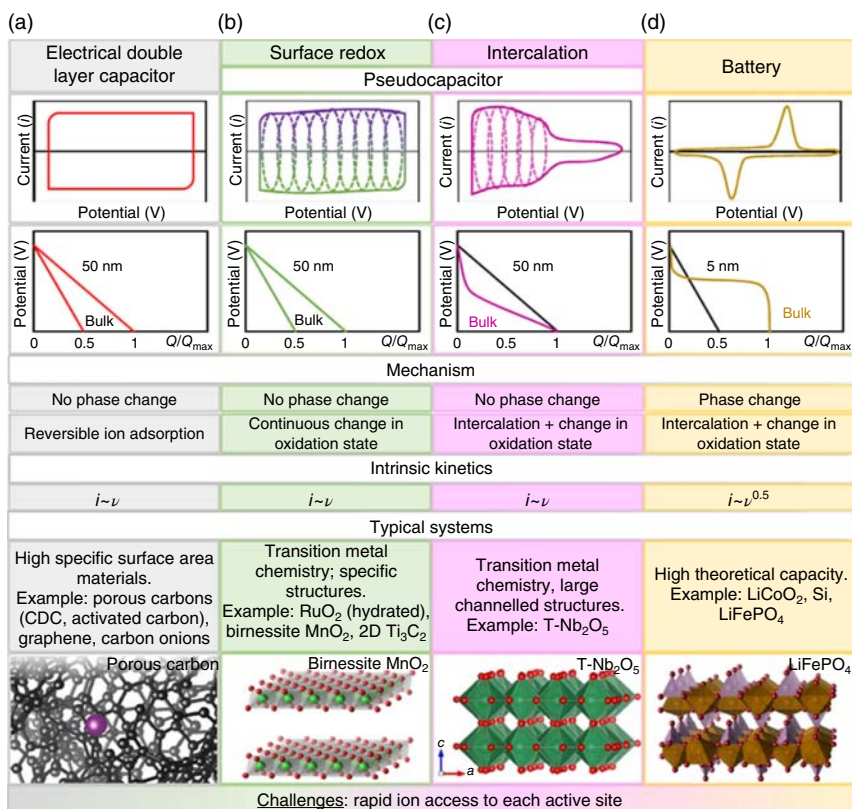 (a)
(b)
(c)
(d)
Electrical double
layer capacitor
Surface redox
Intercalation
Pseudocapacitor
Battery
Current (i)
Potential (V)
Current (i)
Potential (V)
Current (i)
Potential (V)
Current (i)
Potential (V)
Potential (V)
50 nm
Bulk
0 0.5 1 Q/Qmax
Potential (V)
50 nm
Bulk
0 0.5 1 Q/Qmax
Potential (V)
50 nm
Bulk
0 0.5 1 Q/Qmax
Potential (V)
5 nm
Bulk
0 0.5 1 Q/Qmax
Mechanism
No phase change
No phase change
No phase change
Phase change
Reversible ion adsorption
Continuous change in
oxidation state
Intercalation + change in
oxidation state
Intercalation + change in
oxidation state
Intrinsic kinetics
i~ν
i~ν
i~ν
i~ν^0.5
Typical systems
High specific surface area
materials.
Example: porous carbons
(CDC, activated carbon),
graphene, carbon onions
Transition metal
chemistry; specific
structures.
Example: RuO₂ (hydrated),
birnessite MnO₂, 2D Ti₃C₂
Transition metal
chemistry, large
channelled structures.
Example: T-Nb₂O₅
High theoretical capacity.
Example: LiCoO₂, Si,
LiFePO₄
Porous carbon
Birnessite MnO₂
T-Nb₂O₅
c
a
LiFePO₄
Challenges: rapid ion access to each active site